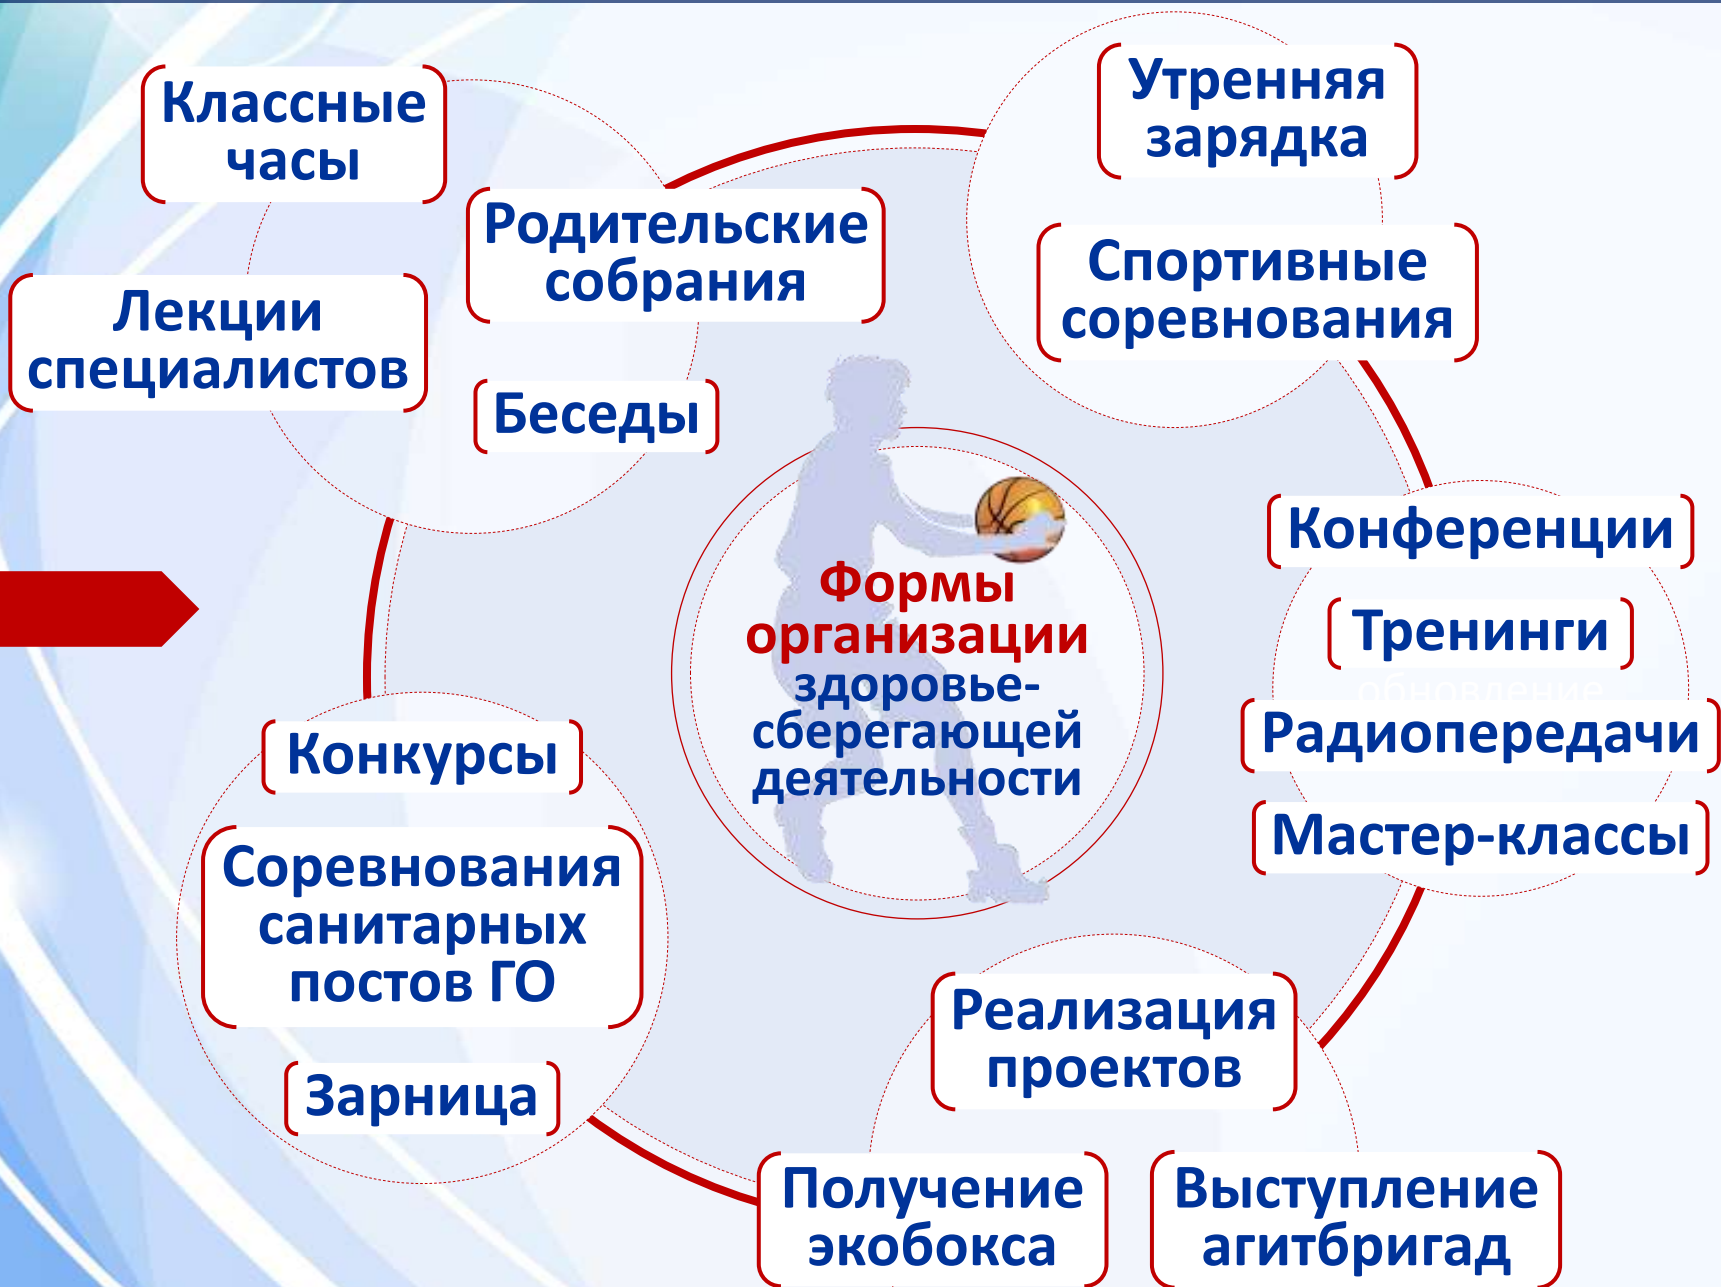 Классные
часы
Родительские
собрания
Лекции
специалистов
Беседы
Утренняя
зарядка
Спортивные
соревнования
Формы
организации
здоровье-
сберегающей
деятельности
Конференции
Тренинги
обновление
Радиопередачи
Мастер-классы
Конкурсы
Соревнования
санитарных
постов ГО
Зарница
Реализация
проектов
Получение
экобокса
Выступление
агитбригад